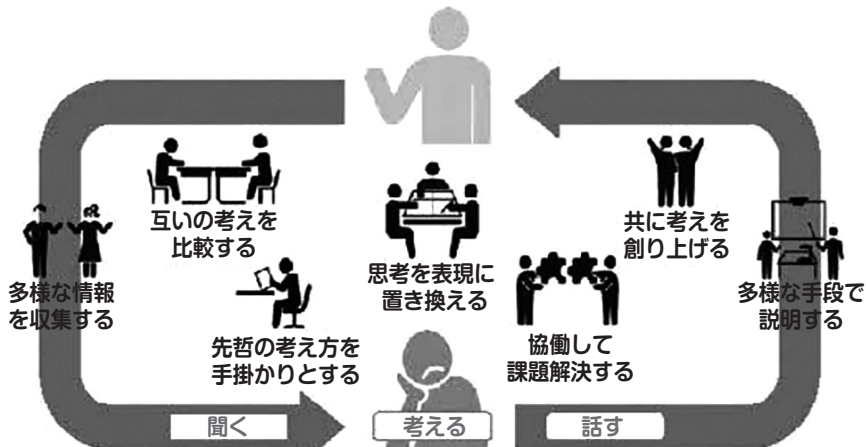 互いの考えを
比較する
共に考えを
創り上げる
思考を表現に
置き換える
多様な情報
を収集する
多様な手段で
説明する
先哲の考え方を
手掛かりとする
協働して
課題解決する
聞く
考える
話す